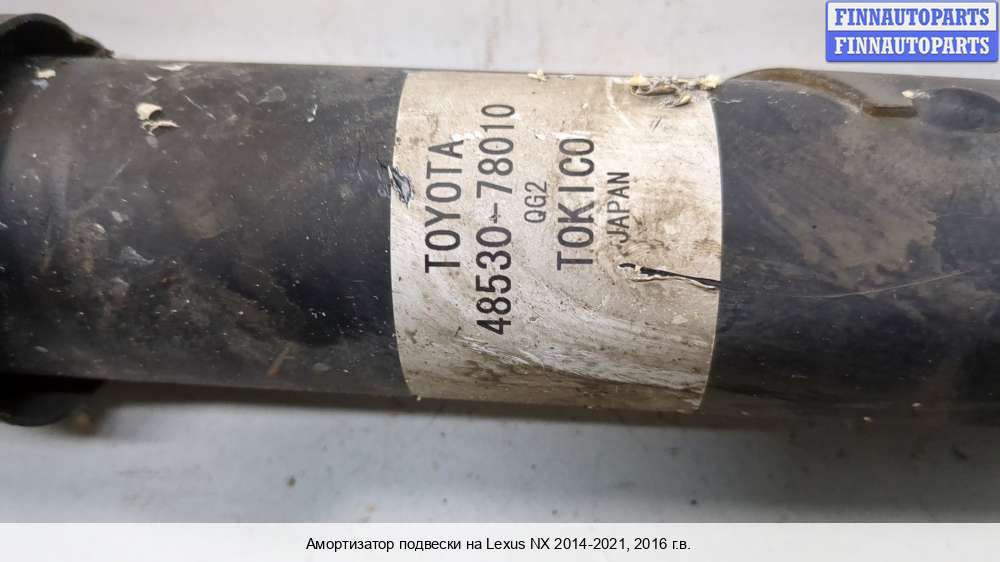 FINNAUTOPARTS
FINNAUTOPARTS
TOYOTA
48530-78010
QG2
TOKICO
JAPAN
Амортизатор подвески на Lexus NX 2014-2021, 2016 г.в.